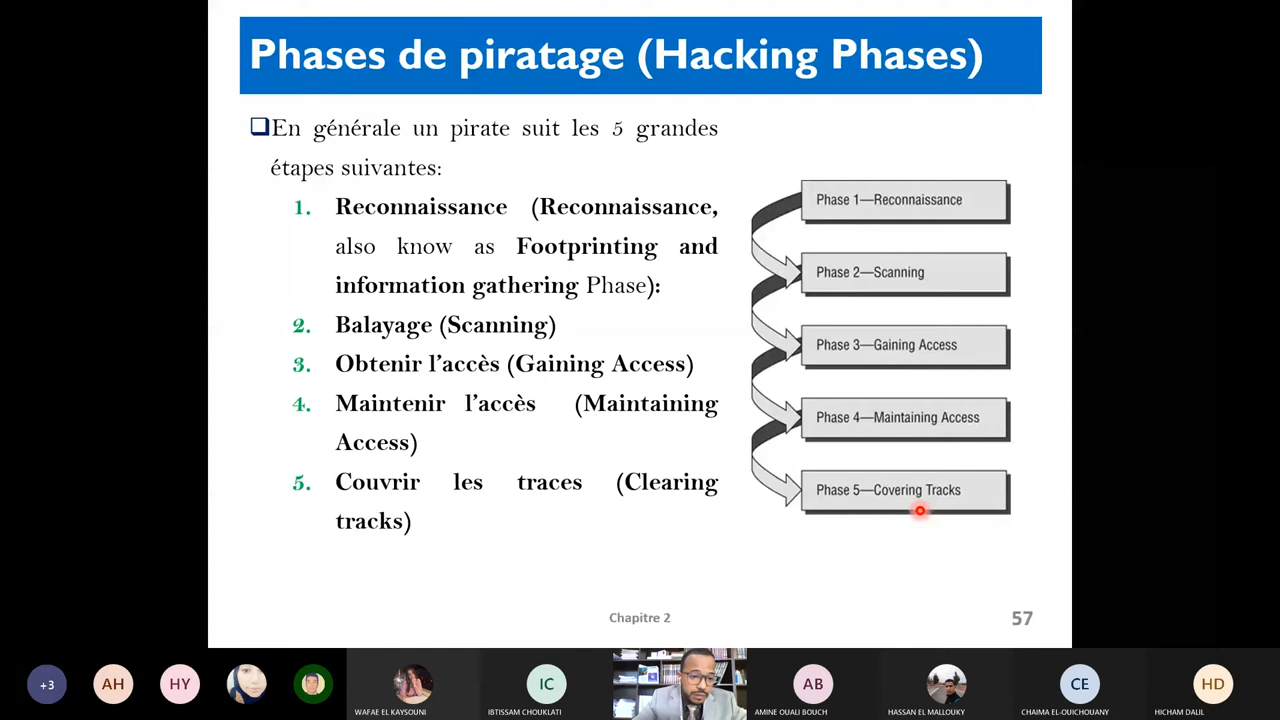 Phases de piratage (Hacking Phases)
En générale un pirate suit les 5 grandes
étapes suivantes:
1. Reconnaissance (Reconnaissance,
also know as Footprinting and
information gathering Phase):
2. Balayage (Scanning)
3. Obtenir l’accès (Gaining Access)
4. Maintenir l’accès (Maintaining
Access)
5. Couvrir les traces (Clearing
tracks)
Phase 1—Reconnaissance
Phase 2—Scanning
Phase 3—Gaining Access
Phase 4—Maintaining Access
Phase 5—Covering Tracks
Chapitre 2
57
+3
AH
HY
WAFAE EL KAYSOUNI
IC
IBTISSAM CHOUKLATI
AB
AMINE OUALI BOUCH
HASSAN EL MALLOUKY
CE
CHAIMA EL-OUICHOUANY
HD
HICHAM DALIL